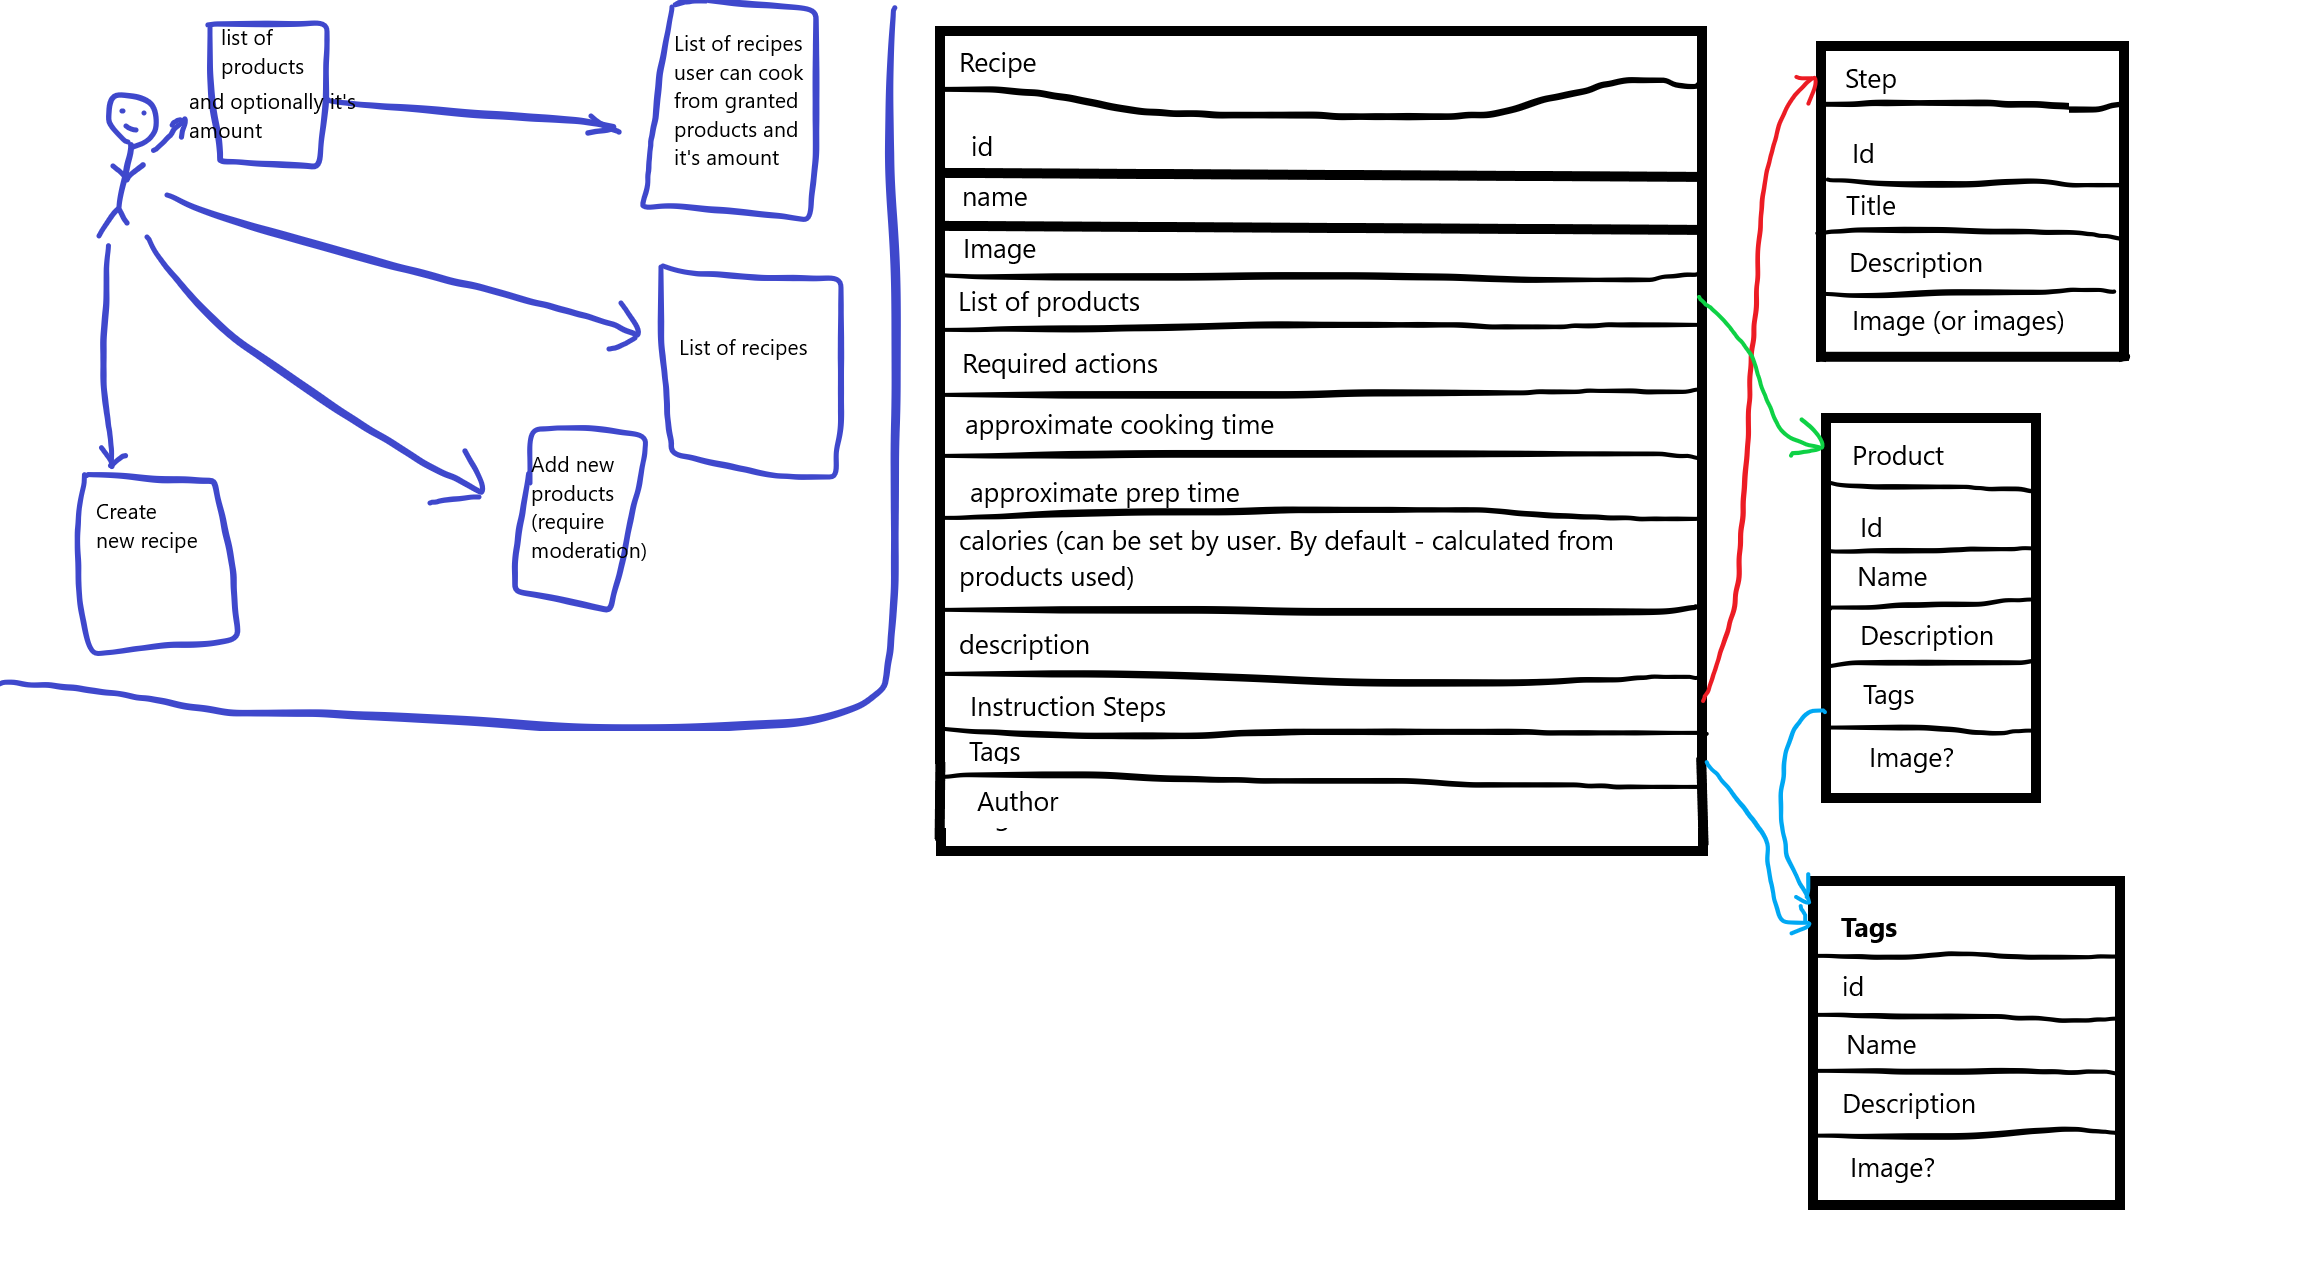 list of
products
and optionally it's
amount
List of recipes
user can cook
from granted
products and
it's amount
List of recipes
Add new
products
(require
moderation)
Create
new recipe
Recipe
id
name
Image
List of products
Required actions
approximate cooking time
approximate prep time
calories (can be set by user. By default - calculated from
products used)
description
Instruction Steps
Tags
Author
Step
Id
Title
Description
Image (or images)
Product
Id
Name
Description
Tags
Image?
Tags
id
Name
Description
Image?